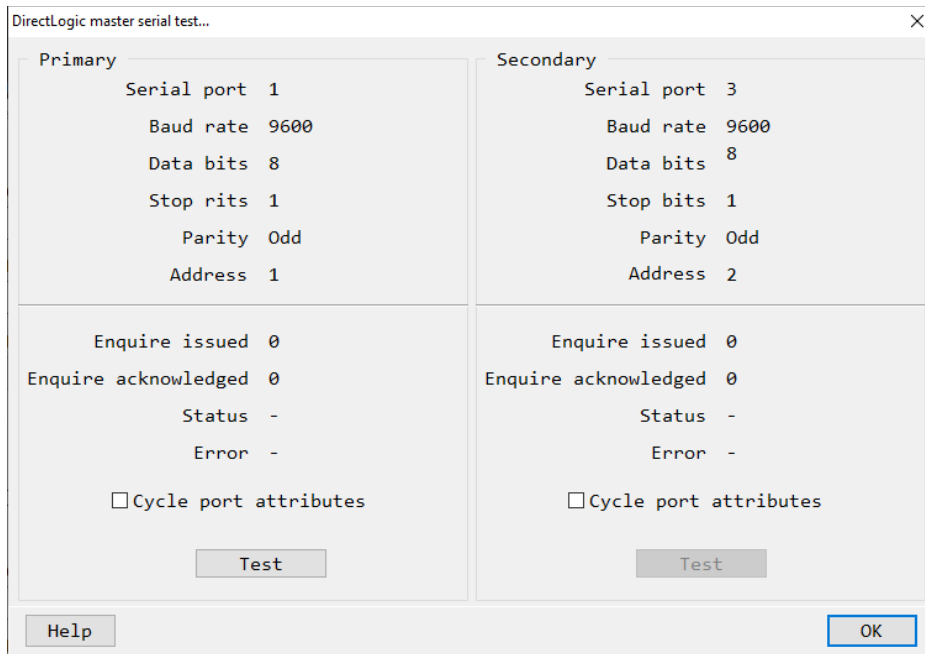 DirectLogic master serial test...
Primary
Serial port 1
Baud rate 9600
Data bits 8
Stop rits 1
Parity Odd
Address 1
Enquire issued 0
Enquire acknowledged 0
Status -
Error -
Cycle port attributes
Test
Secondary
Serial port 3
Baud rate 9600
Data bits 8
Stop bits 1
Parity Odd
Address 2
Enquire issued 0
Enquire acknowledged 0
Status -
Error -
Cycle port attributes
Test
Help
OK